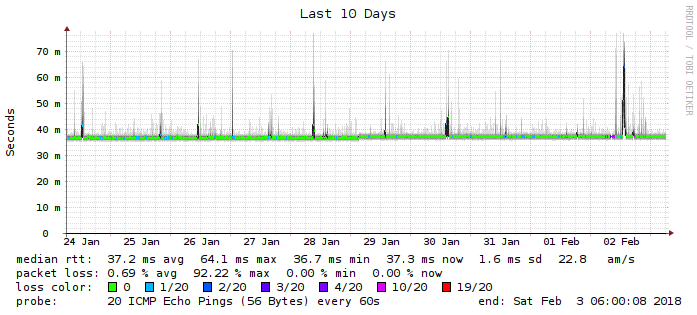 Last 10 Days
RRDTOOL / TOBI OETIKER
Seconds
70 m
60 m
50 m
40 m
30 m
20 m
10 m
0
24 Jan 25 Jan 26 Jan 27 Jan 28 Jan 29 Jan 30 Jan 31 Jan 01 Feb 02 Feb
median rtt: 37.2 ms avg 64.1 ms max 36.7 ms min 37.3 ms now 1.6 ms sd 22.8 am/s
packet loss: 0.69 % avg 92.22 % max 0.00 % min 0.00 % now
loss color: 0 1/20 2/20 3/20 4/20 10/20 19/20
probe: 20 ICMP Echo Pings (56 Bytes) every 60s end: Sat Feb 3 06:00:08 2018